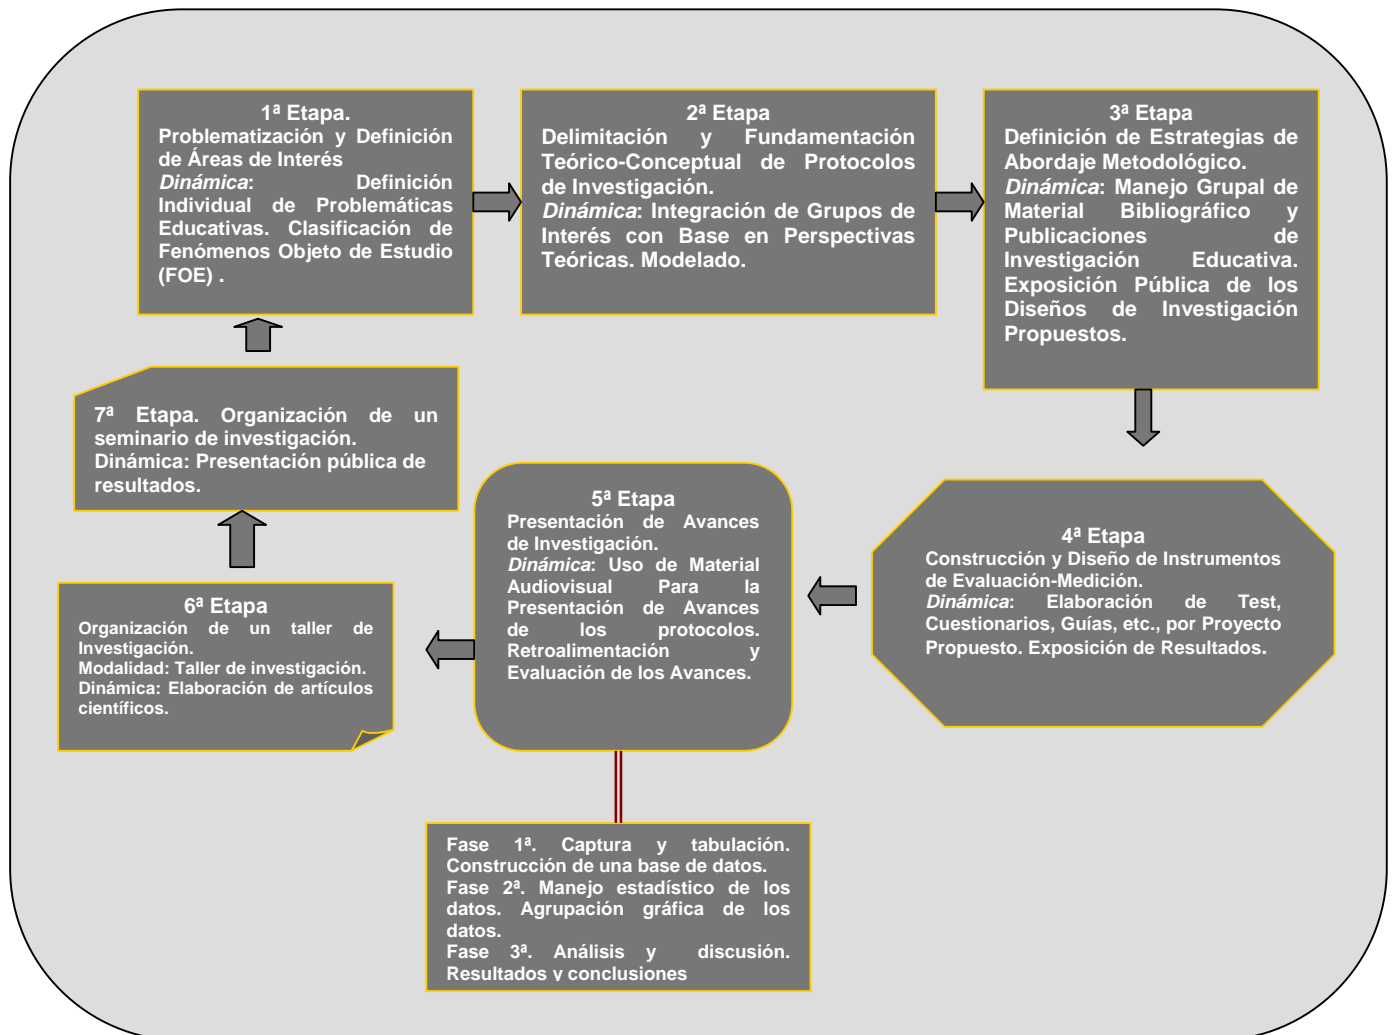 1ª Etapa.
Problematización y Definición
de Áreas de Interés
Dinámica: Definición
Individual de Problemáticas
Educativas. Clasificación de
Fenómenos Objeto de Estudio
(FOE) .
2ª Etapa
Delimitación y Fundamentación
Teórico-Conceptual de Protocolos
de Investigación.
Dinámica: Integración de Grupos de
Interés con Base en Perspectivas
Teóricas. Modelado.
3ª Etapa
Definición de Estrategias de
Abordaje Metodológico.
Dinámica: Manejo Grupal de
Material Bibliográfico y
Publicaciones de
Investigación Educativa.
Exposición Pública de los
Diseños de Investigación
Propuestos.
4ª Etapa
Construcción y Diseño de Instrumentos
de Evaluación-Medición.
Dinámica: Elaboración de Test,
Cuestionarios, Guías, etc., por Proyecto
Propuesto. Exposición de Resultados.
5ª Etapa
Presentación de Avances
de Investigación.
Dinámica: Uso de Material
Audiovisual Para la
Presentación de Avances
de los protocolos.
Retroalimentación y
Evaluación de los Avances.
Fase 1ª. Captura y tabulación.
Construcción de una base de datos.
Fase 2ª. Manejo estadístico de los
datos. Agrupación gráfica de los
datos.
Fase 3ª. Análisis y discusión.
Resultados y conclusiones
6ª Etapa
Organización de un taller de
Investigación.
Modalidad: Taller de investigación.
Dinámica: Elaboración de artículos
científicos.
7ª Etapa. Organización de un
seminario de investigación.
Dinámica: Presentación pública de
resultados.